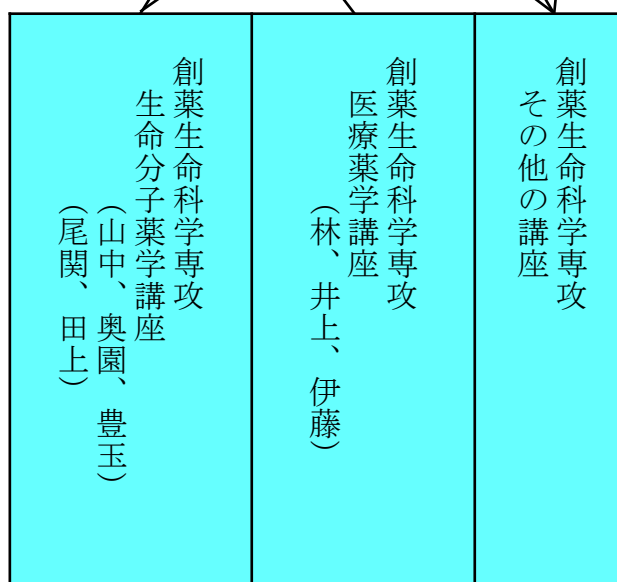 創薬生命科学専攻
その他の講座
創薬生命科学専攻
医療薬学講座
（林、井上、伊藤）
創薬生命科学専攻
生命分子薬学講座
（山中、奥園、豊玉）
（尾関、田上）